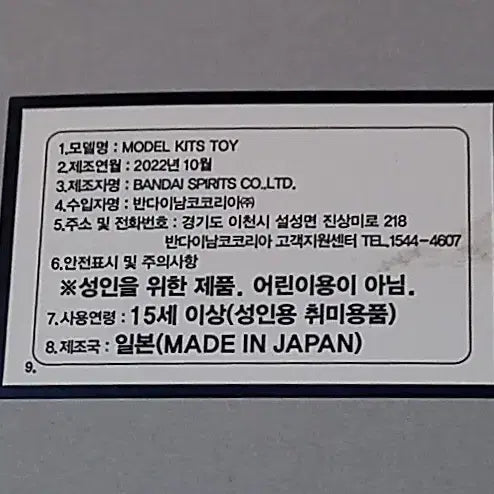 1.모델명 : MODEL KITS TOY
2.제조연월 : 2022년 10월
3.제조자명 : BANDAI SPIRITS CO.,LTD.
4.수입자명 : 반다이남코코리아㈜
5.주소 및 전화번호 : 경기도 이천시 설성면 진상미로 218
반다이남코코리아 고객지원센터 TEL.1544-4607
6.안전표시 및 주의사항
※성인을 위한 제품. 어린이용이 아님.
7.사용연령 : 15세 이상(성인용 취미용품)
8.제조국 : 일본(MADE IN JAPAN)
9.